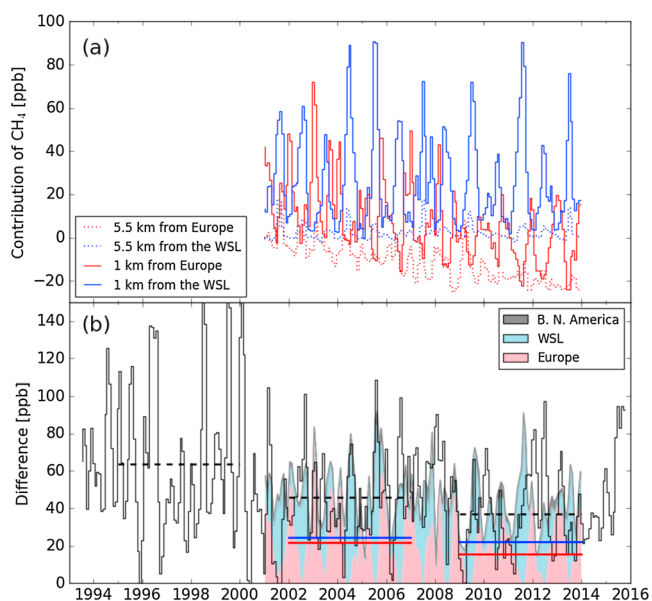 100
80
60
40
20
0
−20
Contribution of CH4 [ppb]
(a)
5.5 km from Europe
5.5 km from the WSL
1 km from Europe
1 km from the WSL
140
120
100
80
60
40
20
0
Difference [ppb]
(b)
B. N. America
WSL
Europe
1994 1996 1998 2000 2002 2004 2006 2008 2010 2012 2014 2016